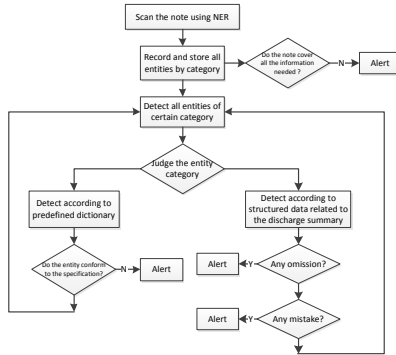 Scan the note using NER
Record and store all
entities by category
Do the note cover
all the information
needed ?
N
Alert
Detect all entities of
certain category
Judge the entity
category
Detect according to
predefined dictionary
Detect according to
structured data related to
the discharge summary
Do the entity conform
to the specification?
N
Alert
Alert
Y
Any omission?
Alert
Y
Any mistake?